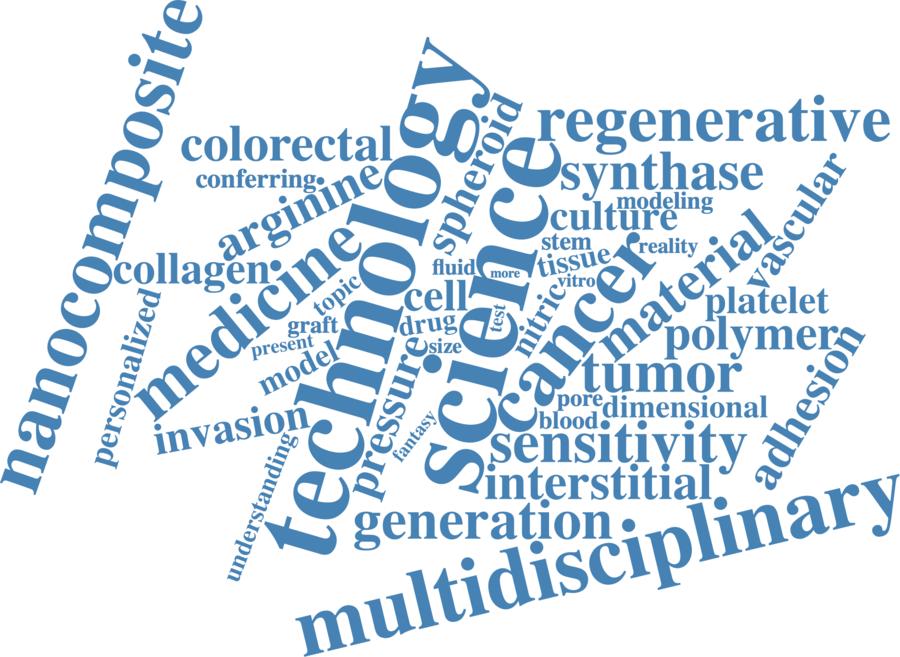 nanocomposite
technology
regenerative
spheroid
colorectal
science
synthase
conferring
arginine
modeling
vascular
culture
medicine
stem
reality
material
collagen
fluid
more
tissue
vitro
cancer
topic
cell
nitric
platelet
personalized
graft
drug
test
polymer
present
size
model
pressure
tumor
adhesion
invasion
fantasy
pore
dimensional
blood
understanding
sensitivity
interstitial
generation
multidisciplinary